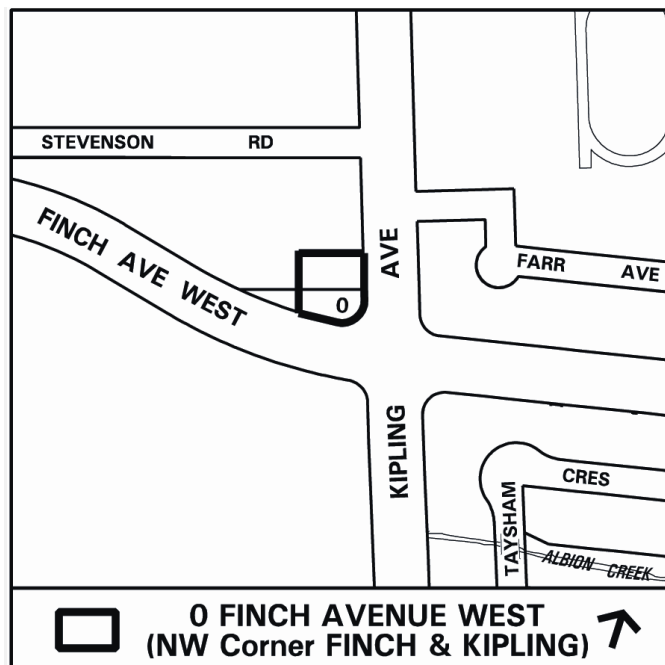 STEVENSON RD
FINCH AVE WEST
AVE
FARR AVE
0
KIPLING
CRES
TAYSHAM
ALBION CREEK
0 FINCH AVENUE WEST
(NW Corner FINCH & KIPLING)